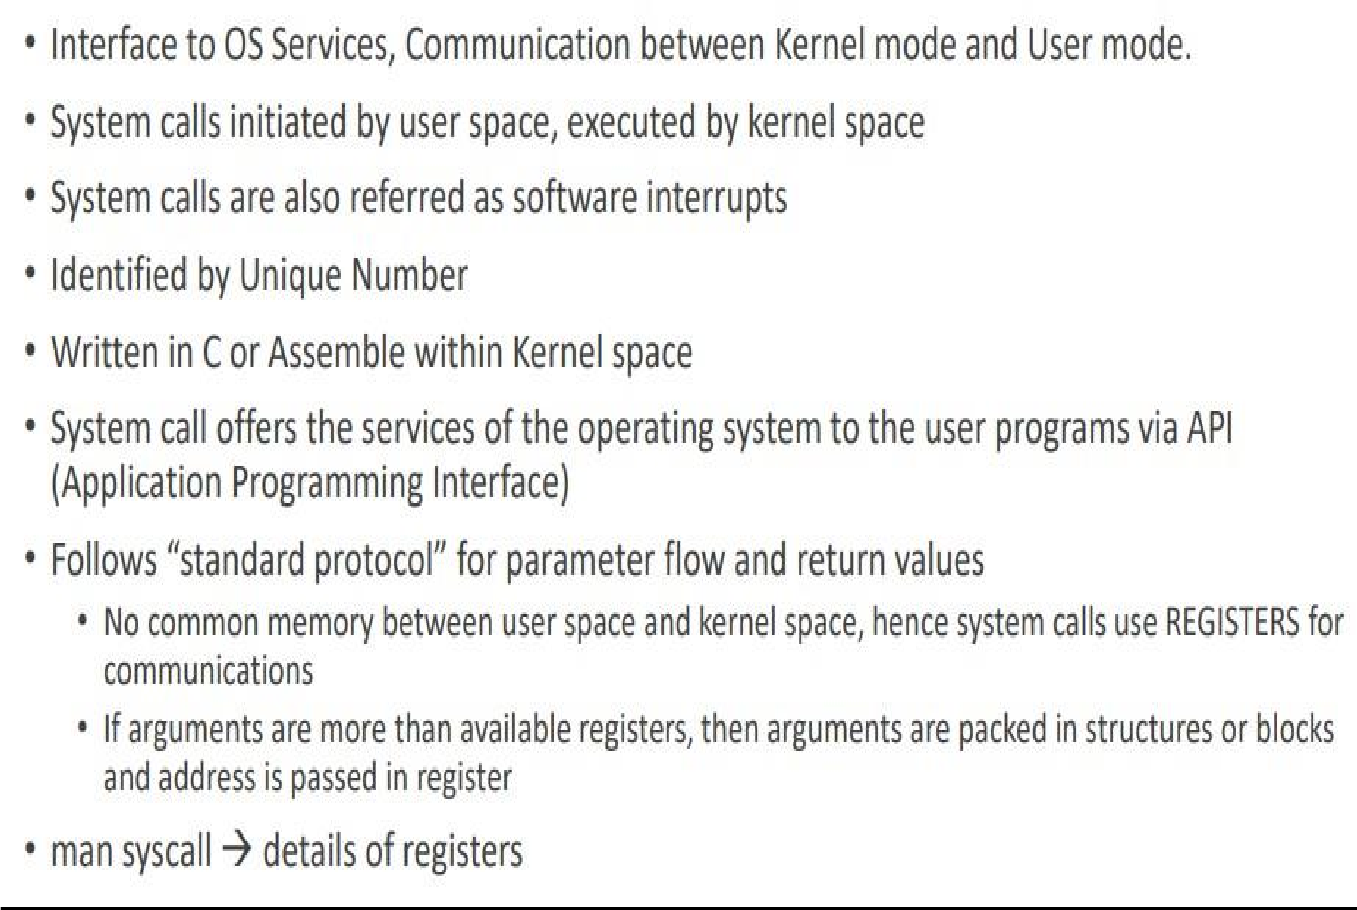 • Interface to OS Services, Communication between Kernel mode and User mode.
• System calls initiated by user space, executed by kernel space
• System calls are also referred as software interrupts
• Identified by Unique Number
• Written in C or Assemble within Kernel space
• System call offers the services of the operating system to the user programs via API
(Application Programming Interface)
• Follows “standard protocol” for parameter flow and return values
• No common memory between user space and kernel space, hence system calls use REGISTERS for
communications
• If arguments are more than available registers, then arguments are packed in structures or blocks
and address is passed in register
• man syscall → details of registers